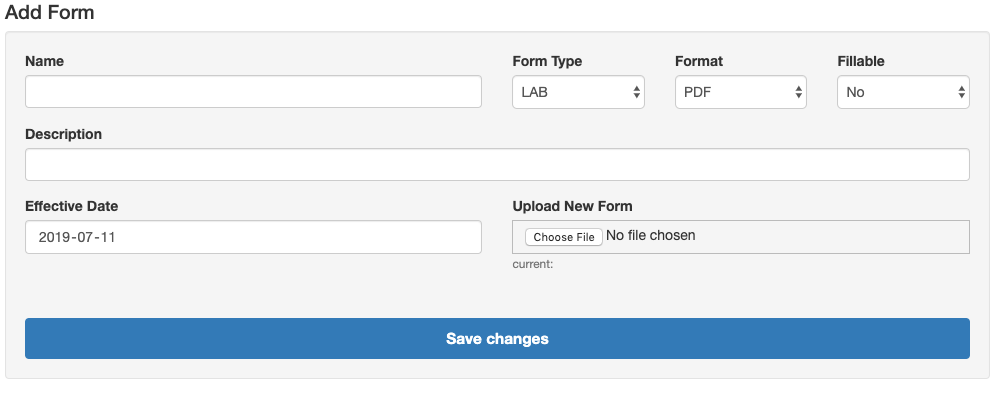 Add Form
Name Form Type Format Fillable
LAB PDF No
Description
Effective Date Upload New Form
2019-07-11 Choose File No file chosen
current:
Save changes